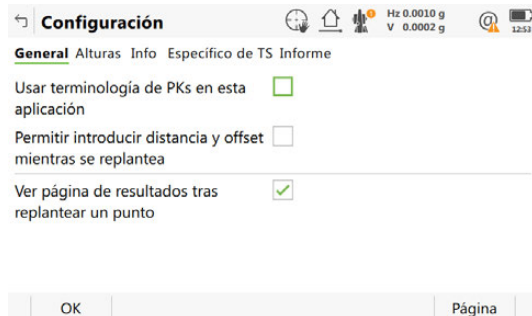 Configuración
Hz 0.0010 g
V 0.0002 g
12:53
General Alturas Info Específico de TS Informe
Usar terminología de PKs en esta
aplicación
Permitir introducir distancia y offset
mientras se replantea
Ver página de resultados tras
replantear un punto
OK Página